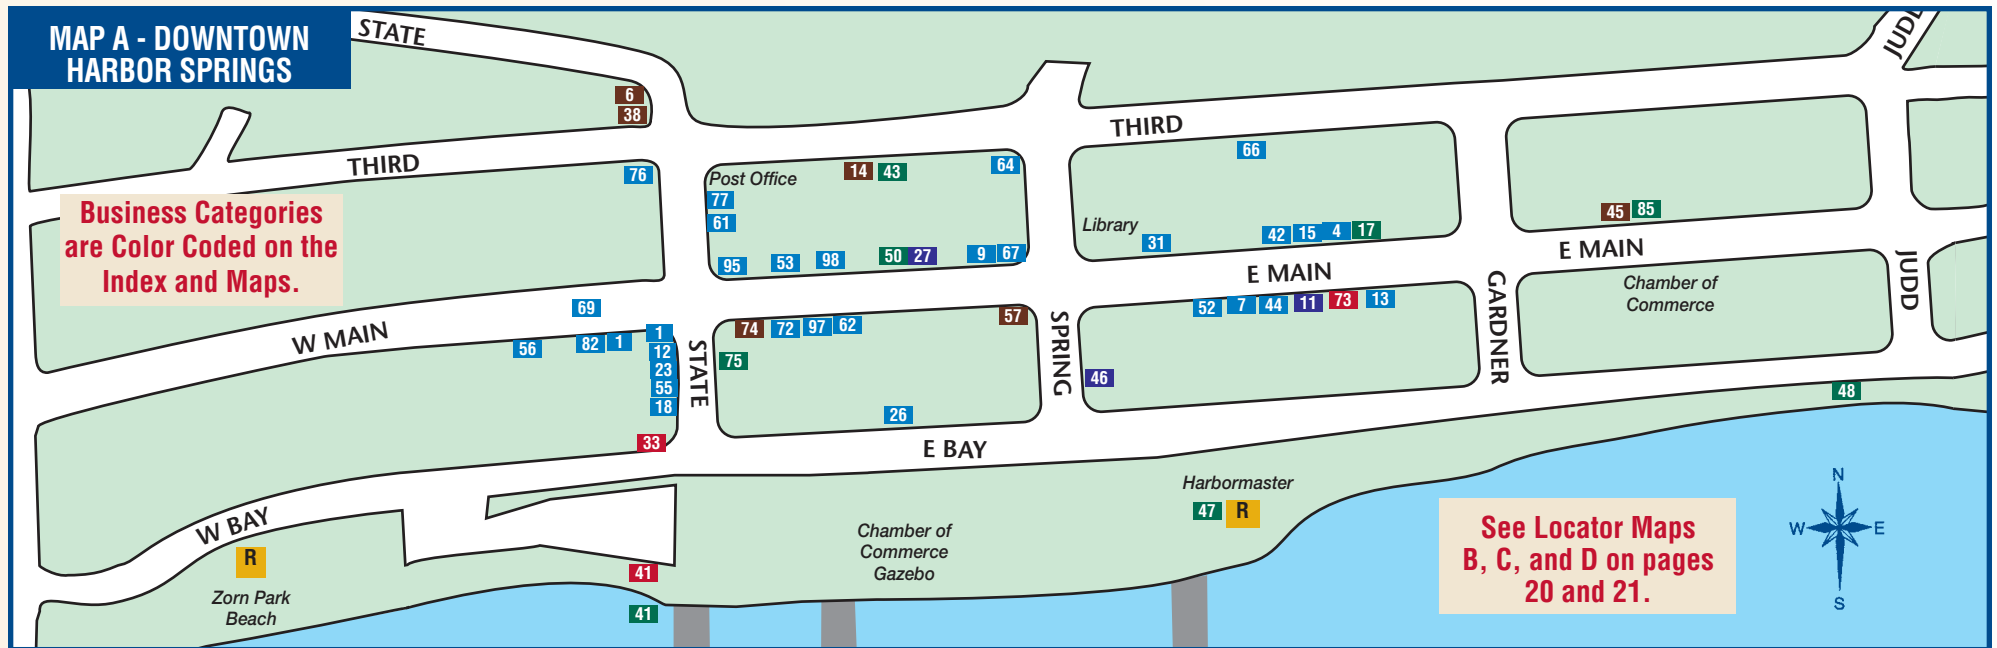 MAP A - DOWNTOWN
HARBOR SPRINGS
STATE
JUDD
6
38
THIRD
THIRD
66
76
Post Office
14 43
64
77
61
Business Categories
are Color Coded on the
Index and Maps.
45 85
Library
31
42 15 4 17
95 53 98 50 27 9 67
E MAIN
E MAIN
Chamber of
Commerce
JUDD
GARDNER
69
W MAIN
56 82 1
1
12
23
55
18
33
STATE
74 72 97 62
57
75
26
SPRING
52 7 44 11 73 13
46
48
E BAY
W BAY
R
Zorn Park
Beach
41
41
Chamber of
Commerce
Gazebo
Harbormaster
47 R
See Locator Maps
B, C, and D on pages
20 and 21.
N
W E
S